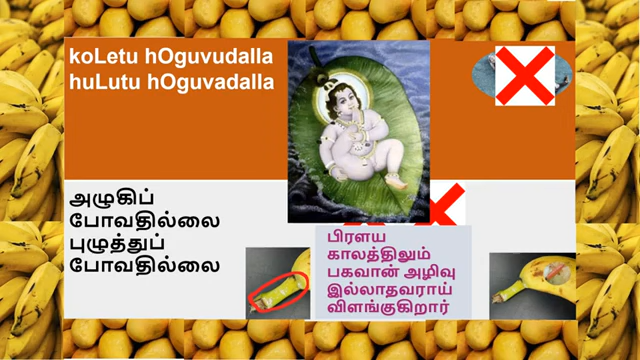 koLetu hOguvudalla
huLutu hOguvadalla
அழுகிப்
போவதில்லை
புழுத்துப்
போவதில்லை
பிரளய
காலத்திலும்
பகவான் அழிவு
இல்லாதவராய்
விளங்குகிறார்